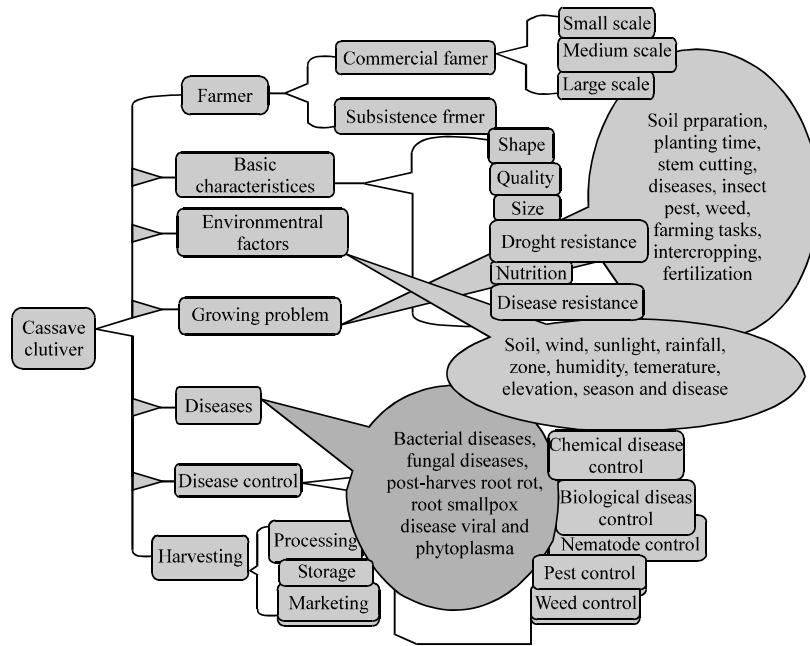 Cassave
clutiver
Farmer
Commercial famer
Small scale
Medium scale
Large scale
Subsistence frmer
Basic
characteristices
Shape
Quality
Size
Droght resistance
Nutrition
Disease resistance
Environmentral
factors
Soil, wind, sunlight, rainfall,
zone, humidity, temerature,
elevation, season and disease
Growing problem
Soil prparation,
planting time,
stem cutting,
diseases, insect
pest, weed,
farming tasks,
intercropping,
fertilization
Diseases
Bacterial diseases,
fungal diseases,
post-harves root rot,
root smallpox
disease viral and
phytoplasma
Disease control
Chemical disease
control
Biological diseas
control
Nematode control
Pest control
Weed control
Harvesting
Processing
Storage
Marketing